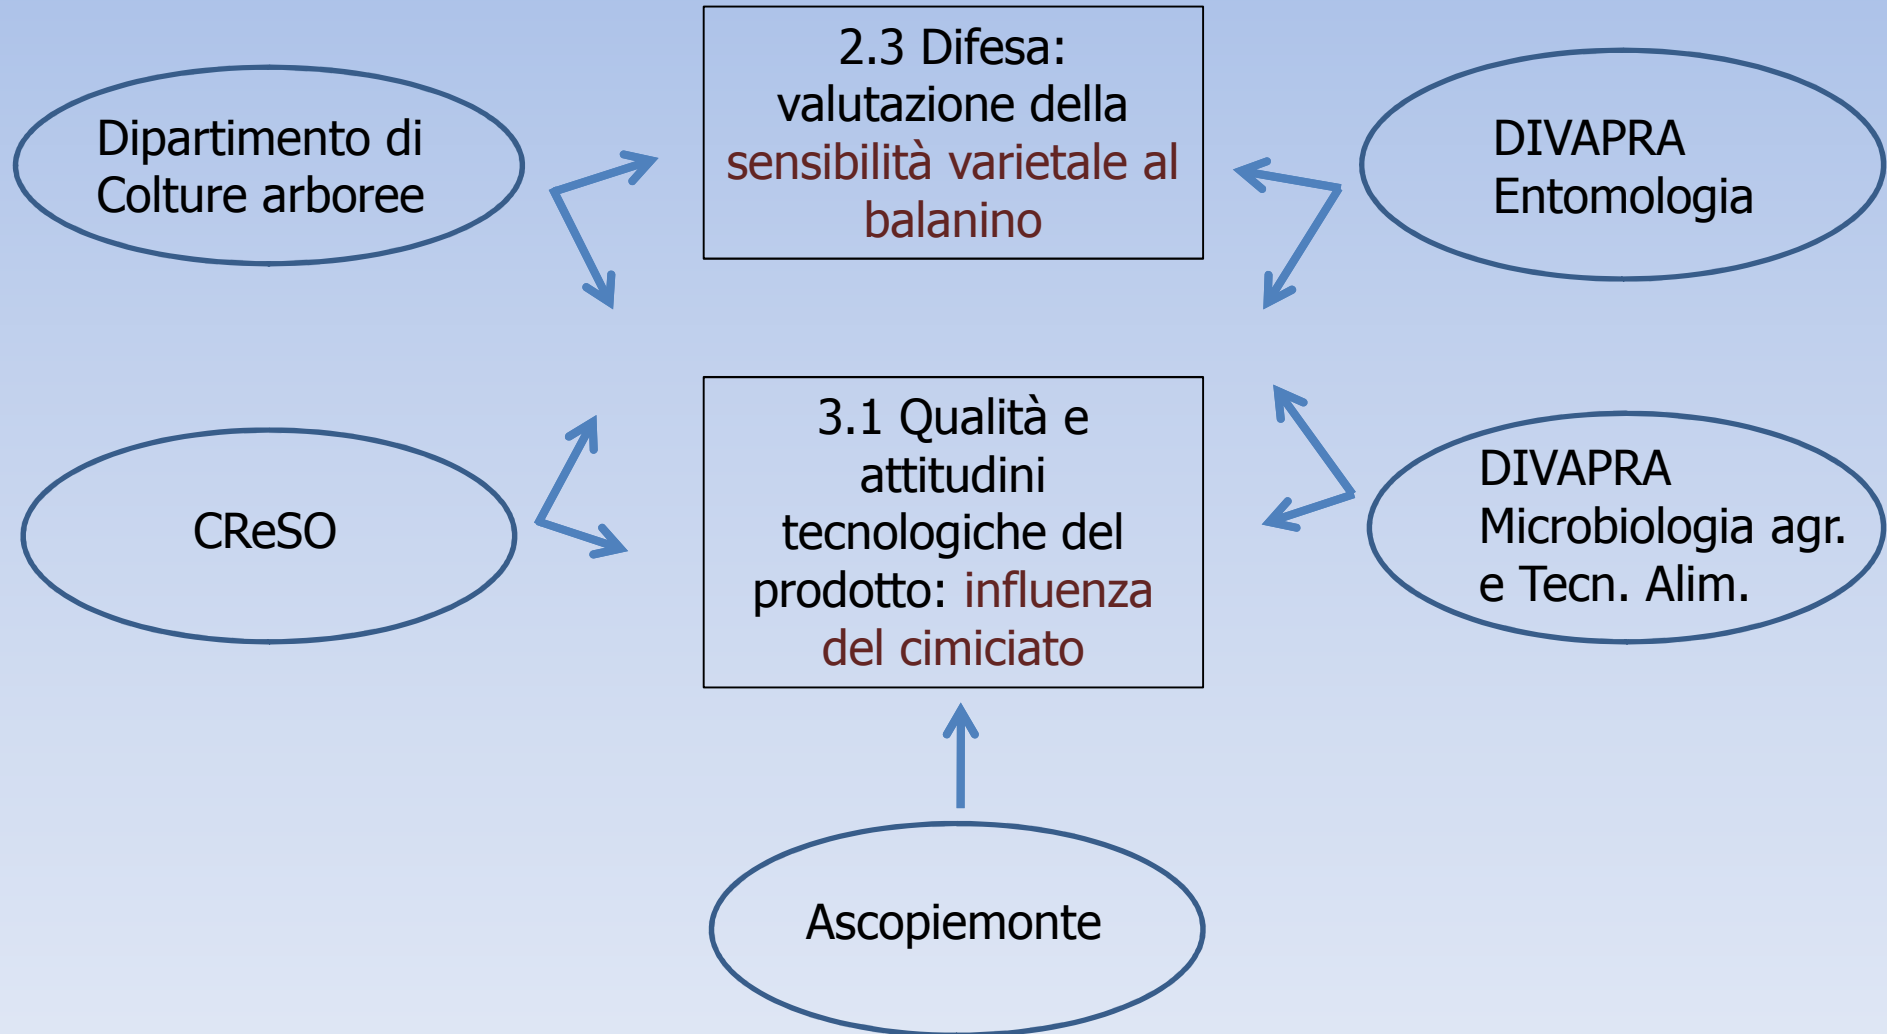 2.3 Difesa:
valutazione della
sensibilità varietale al
balanino
Dipartimento di
Colture arboree
DIVAPRA
Entomologia
3.1 Qualità e
attitudini
tecnologiche del
prodotto: influenza
del cimiciato
CReSO
DIVAPRA
Microbiologia agr.
e Tecn. Alim.
Ascopiemonte